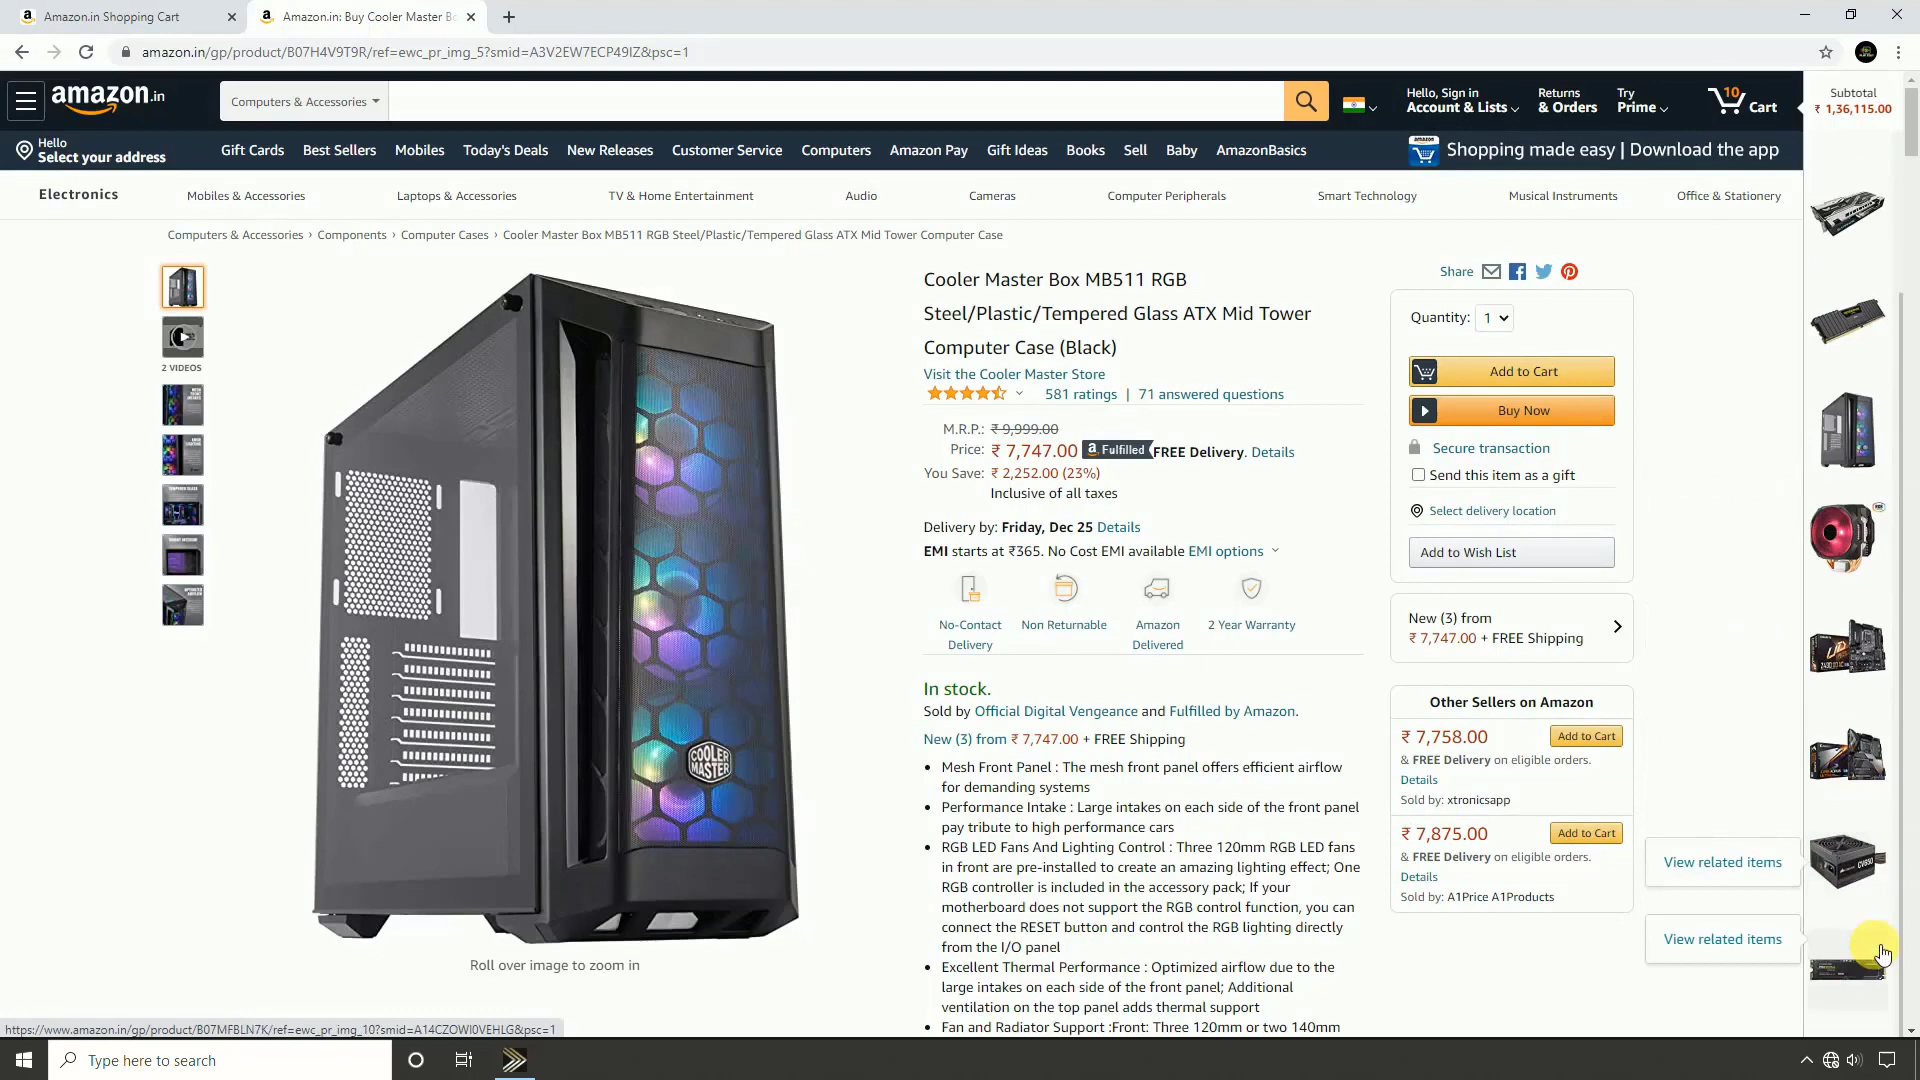 Amazon.in Shopping Cart
Amazon.in: Buy Cooler Master Bo
amazon.in/gp/product/B07H4V9T9R/ref=ewc_pr_img_5?smid=A3V2EW7ECP49IZ&psc=1
amazon.in
Computers & Accessories
Hello, Sign in
Account & Lists
Returns
& Orders
Try
Prime
10
Cart
Subtotal
₹ 1,36,115.00
Hello
Select your address
Gift Cards
Best Sellers
Mobiles
Today's Deals
New Releases
Customer Service
Computers
Amazon Pay
Gift Ideas
Books
Sell
Baby
AmazonBasics
Shopping made easy | Download the app
Electronics
Mobiles & Accessories
Laptops & Accessories
TV & Home Entertainment
Audio
Cameras
Computer Peripherals
Smart Technology
Musical Instruments
Office & Stationery
Computers & Accessories › Components › Computer Cases › Cooler Master Box MB511 RGB Steel/Plastic/Tempered Glass ATX Mid Tower Computer Case
2 VIDEOS
COOLER
MASTER
Roll over image to zoom in
Cooler Master Box MB511 RGB
Steel/Plastic/Tempered Glass ATX Mid Tower
Computer Case (Black)
Visit the Cooler Master Store
581 ratings | 71 answered questions
M.R.P.: ₹ 9,999.00
Price: ₹ 7,747.00 a Fulfilled FREE Delivery. Details
You Save: ₹ 2,252.00 (23%)
Inclusive of all taxes
Delivery by: Friday, Dec 25 Details
EMI starts at ₹365. No Cost EMI available EMI options
No-Contact
Delivery
Non Returnable
Amazon
Delivered
2 Year Warranty
In stock.
Sold by Official Digital Vengeance and Fulfilled by Amazon.
New (3) from ₹ 7,747.00 + FREE Shipping
• Mesh Front Panel : The mesh front panel offers efficient airflow
for demanding systems
• Performance Intake : Large intakes on each side of the front panel
pay tribute to high performance cars
• RGB LED Fans And Lighting Control : Three 120mm RGB LED fans
in front are pre-installed to create an amazing lighting effect; One
RGB controller is included in the accessory pack; If your
motherboard does not support the RGB control function, you can
connect the RESET button and control the RGB lighting directly
from the I/O panel
• Excellent Thermal Performance : Optimized airflow due to the
large intakes on each side of the front panel; Additional
ventilation on the top panel adds thermal support
• Fan and Radiator Support :Front: Three 120mm or two 140mm
Share
Quantity: 1
Add to Cart
Buy Now
Secure transaction
Send this item as a gift
Select delivery location
Add to Wish List
New (3) from
₹ 7,747.00 + FREE Shipping
Other Sellers on Amazon
₹ 7,758.00
Add to Cart
& FREE Delivery on eligible orders.
Details
Sold by: xtronicsapp
₹ 7,875.00
Add to Cart
& FREE Delivery on eligible orders.
Details
Sold by: A1Price A1Products
View related items
View related items
CV650
https://www.amazon.in/gp/product/B07MFBLN7K/ref=ewc_pr_img_10?smid=A14CZOWI0VEHLG&psc=1
Type here to search